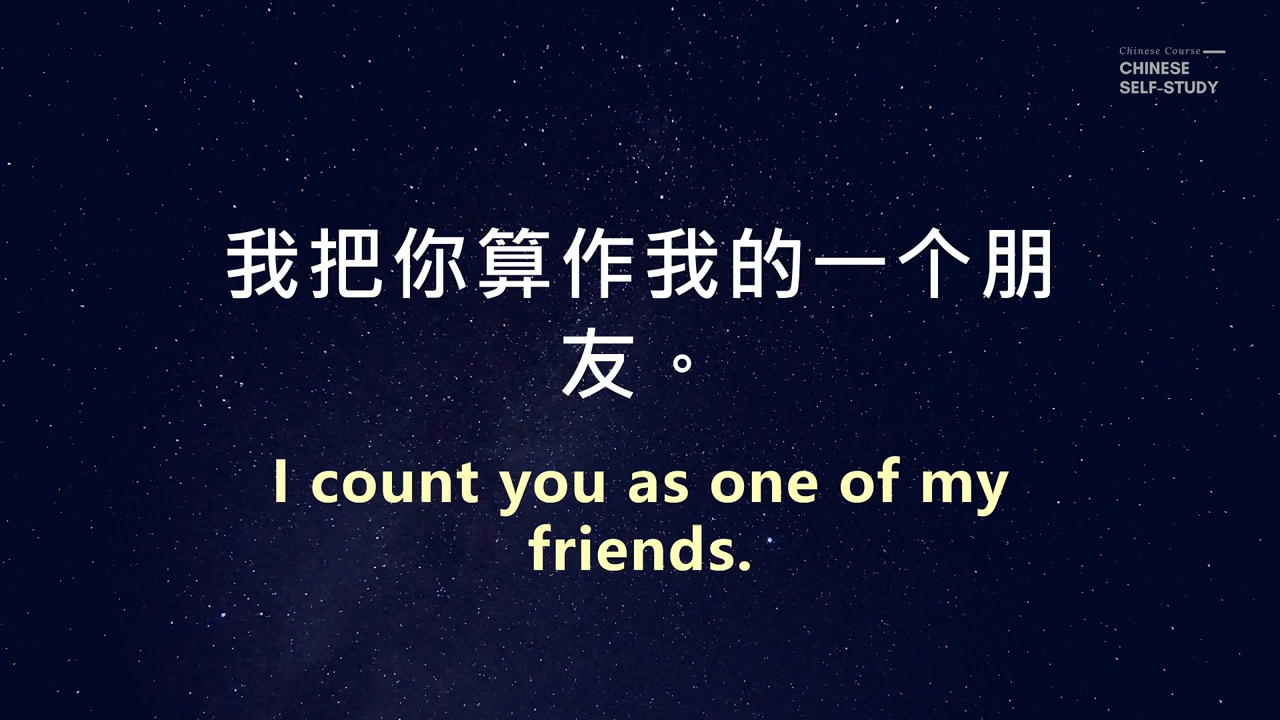 Chinese Course
CHINESE
SELF-STUDY
我把你算作我的一个朋
友。
I count you as one of my
friends.